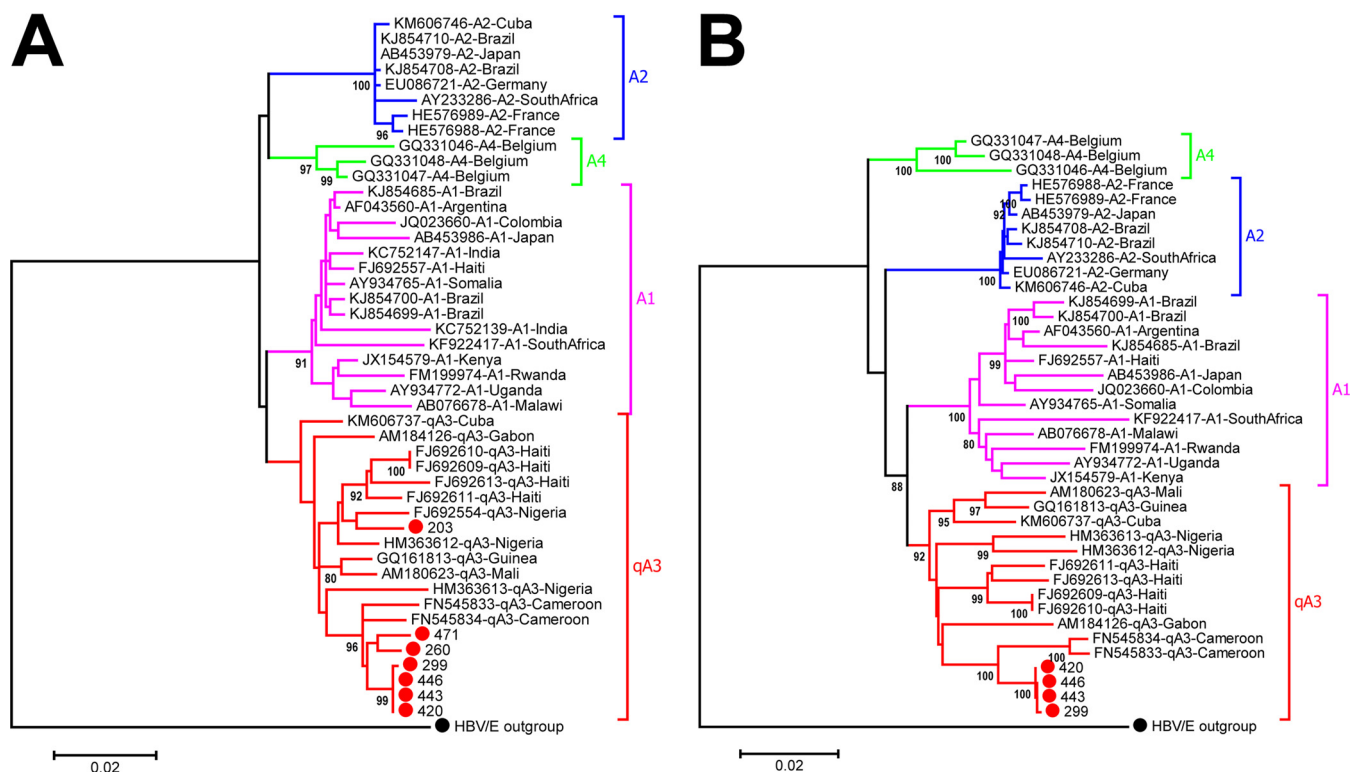 A
KM606746-A2-Cuba
KJ854710-A2-Brazil
AB453979-A2-Japan
KJ854708-A2-Brazil
EU086721-A2-Germany
100
AY233286-A2-SouthAfrica
HE576989-A2-France
HE576988-A2-France
96
A2
GQ331046-A4-Belgium
97
GQ331048-A4-Belgium
99
GQ331047-A4-Belgium
A4
KJ854685-A1-Brazil
AF043560-A1-Argentina
JQ023660-A1-Colombia
AB453986-A1-Japan
KC752147-A1-India
FJ692557-A1-Haiti
AY934765-A1-Somalia
KJ854700-A1-Brazil
KJ854699-A1-Brazil
KC752139-A1-India
KF922417-A1-SouthAfrica
91
JX154579-A1-Kenya
FM199974-A1-Rwanda
AY934772-A1-Uganda
AB076678-A1-Malawi
A1
KM606737-qA3-Cuba
AM184126-qA3-Gabon
FJ692610-qA3-Haiti
100
FJ692609-qA3-Haiti
FJ692613-qA3-Haiti
92
FJ692611-qA3-Haiti
FJ692554-qA3-Nigeria
203
HM363612-qA3-Nigeria
GQ161813-qA3-Guinea
80
AM180623-qA3-Mali
HM363613-qA3-Nigeria
FN545833-qA3-Cameroon
FN545834-qA3-Cameroon
471
96
260
299
446
99
443
420
qA3
HBV/E outgroup
0.02
B
GQ331047-A4-Belgium
100
GQ331048-A4-Belgium
100
GQ331046-A4-Belgium
A4
HE576988-A2-France
100
HE576989-A2-France
92
AB453979-A2-Japan
KJ854708-A2-Brazil
KJ854710-A2-Brazil
AY233286-A2-SouthAfrica
100
EU086721-A2-Germany
KM606746-A2-Cuba
A2
KJ854699-A1-Brazil
100
KJ854700-A1-Brazil
AF043560-A1-Argentina
KJ854685-A1-Brazil
99
FJ692557-A1-Haiti
AB453986-A1-Japan
JQ023660-A1-Colombia
AY934765-A1-Somalia
100
KF922417-A1-SouthAfrica
80
AB076678-A1-Malawi
FM199974-A1-Rwanda
AY934772-A1-Uganda
JX154579-A1-Kenya
A1
88
AM180623-qA3-Mali
97
GQ161813-qA3-Guinea
95
KM606737-qA3-Cuba
HM363613-qA3-Nigeria
92
99
HM363612-qA3-Nigeria
FJ692611-qA3-Haiti
FJ692613-qA3-Haiti
99
FJ692609-qA3-Haiti
100
FJ692610-qA3-Haiti
AM184126-qA3-Gabon
FN545834-qA3-Cameroon
100
FN545833-qA3-Cameroon
100
420
446
100
443
299
qA3
HBV/E outgroup
0.02